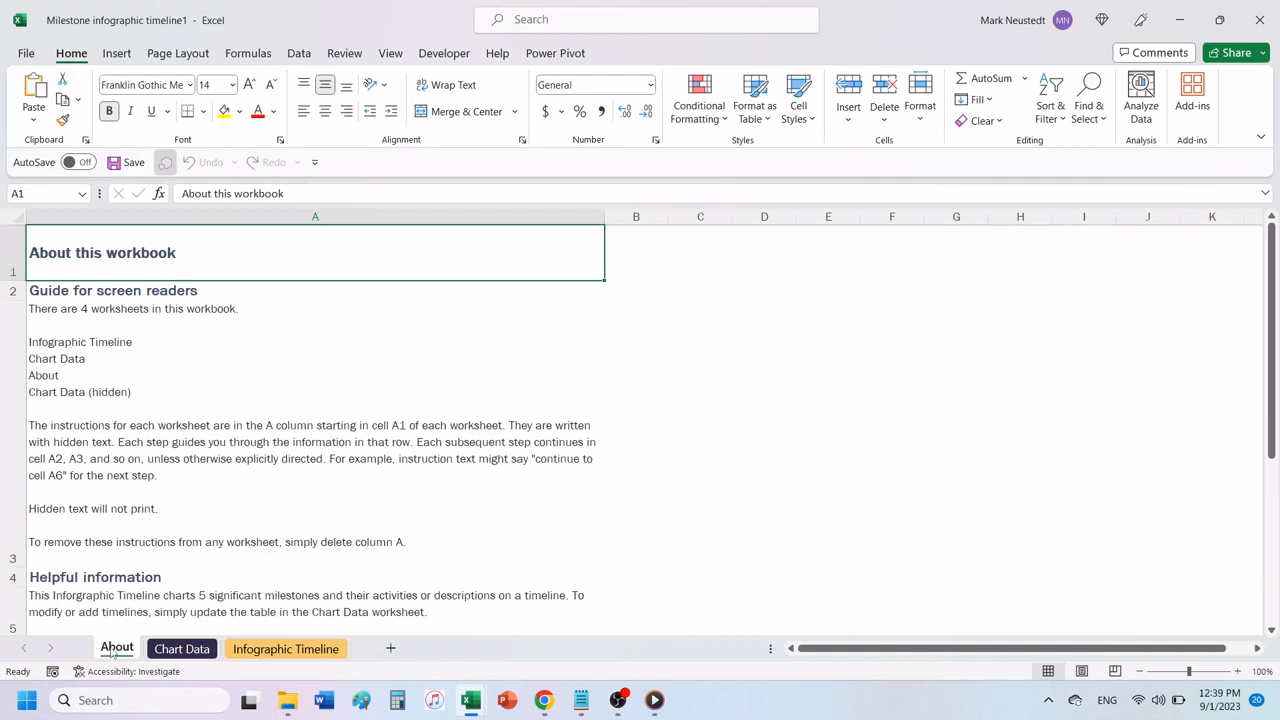 Milestone infographic timeline1 - Excel
Search
Mark Neustedt
MN
File
Home
Insert
Page Layout
Formulas
Data
Review
View
Developer
Help
Power Pivot
Comments
Share
Paste
Clipboard
Franklin Gothic Me
14
A^
Aˇ
B
I
U
A
Font
Wrap Text
Merge & Center
Alignment
General
$
%
Number
Conditional
Formatting
Format as
Table
Cell
Styles
Styles
Insert
Delete
Format
Cells
AutoSum
Fill
Clear
Sort &
Filter
Find &
Select
Editing
Analyze
Data
Analysis
Add-ins
Add-ins
AutoSave
Off
Save
Undo
Redo
A1
fx
About this workbook
A
B
C
D
E
F
G
H
I
J
K
1
About this workbook
2
Guide for screen readers
There are 4 worksheets in this workbook.
Infographic Timeline
Chart Data
About
Chart Data (hidden)
The instructions for each worksheet are in the A column starting in cell A1 of each worksheet. They are written
with hidden text. Each step guides you through the information in that row. Each subsequent step continues in
cell A2, A3, and so on, unless otherwise explicitly directed. For example, instruction text might say "continue to
cell A6" for the next step.
Hidden text will not print.
To remove these instructions from any worksheet, simply delete column A.
3
4
Helpful information
This Inforgraphic Timeline charts 5 significant milestones and their activities or descriptions on a timeline. To
modify or add timelines, simply update the table in the Chart Data worksheet.
5
About
Chart Data
Infographic Timeline
+
Ready
Accessibility: Investigate
100%
Search
ENG
12:39 PM
9/1/2023
20